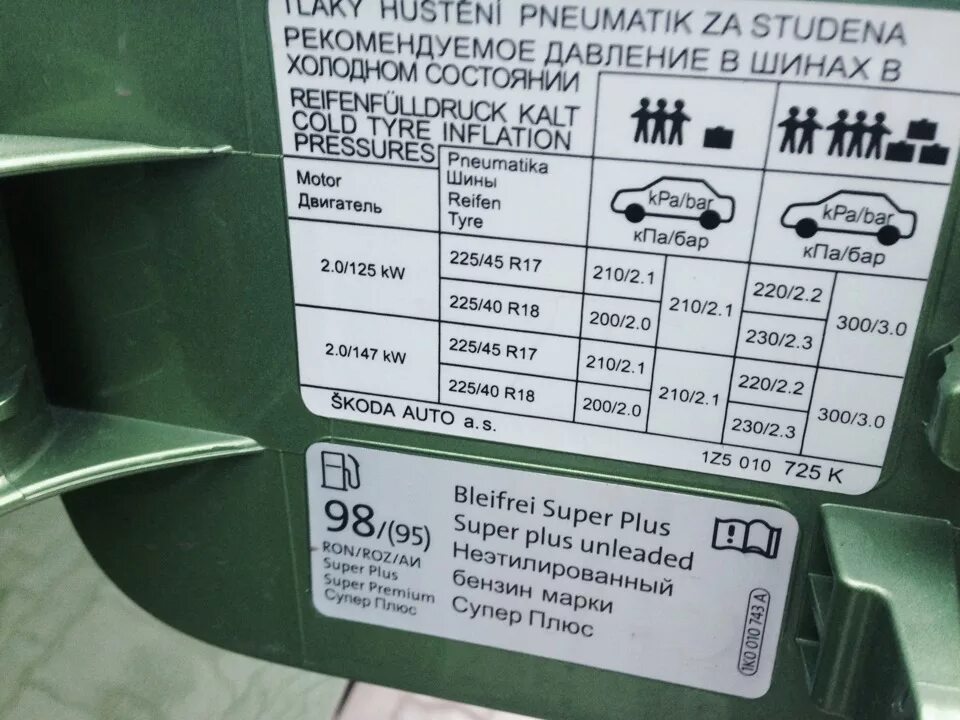 TLAKY HUSTĚNÍ PNEUMATIK ZA STUDENA
РЕКОМЕНДУЕМОЕ ДАВЛЕНИЕ В ШИНАХ В
ХОЛОДНОМ СОСТОЯНИИ
REIFENFÜLLDRUCK KALT
COLD TYRE INFLATION
PRESSURES
Motor
Двигатель
Pneumatika
Шины
Reifen
Tyre
kPa/bar
кПа/бар
kPa/bar
кПа/бар
2.0/125 kW
225/45 R17 210/2.1 210/2.1 220/2.2 300/3.0
225/40 R18 200/2.0 230/2.3
2.0/147 kW
225/45 R17 210/2.1 210/2.1 220/2.2 300/3.0
225/40 R18 200/2.0 230/2.3
ŠKODA AUTO a.s.
1Z5 010 725 K
98/(95)
RON/ROZ/АИ
Super Plus
Super Premium
Супер Плюс
Bleifrei Super Plus
Super plus unleaded
Неэтилированный
бензин марки
Супер Плюс
1K0 010 743 A